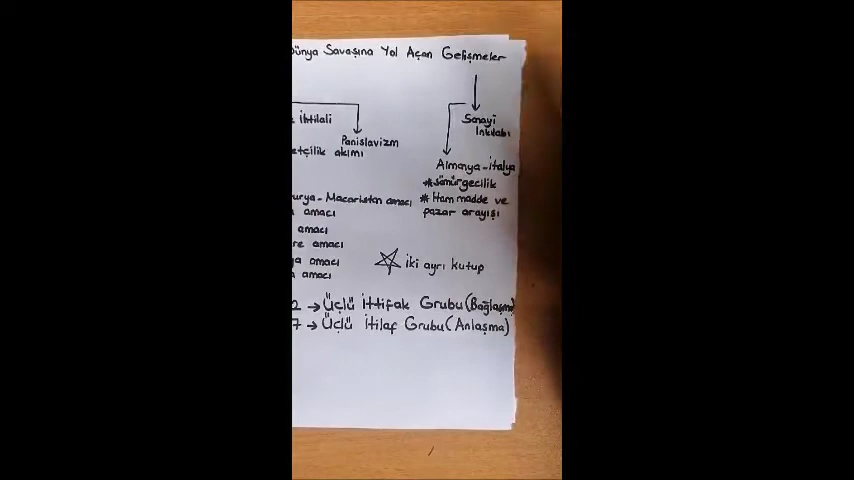 Dünya Savaşına Yol Açan Gelişmeler
İhtilali
Sanayi
İnkılabı
Panislavizm
etçilik akımı
Almanya-İtalya
* Sömürgecilik
urya-Macaristan amacı
* Ham madde ve
amacı
pazar arayışı
amacı
re amacı
ya amacı
amacı
iki ayrı kutup
2 → Üçlü İttifak Grubu (Bağlaşma)
7 → Üçlü İtilaf Grubu (Anlaşma)